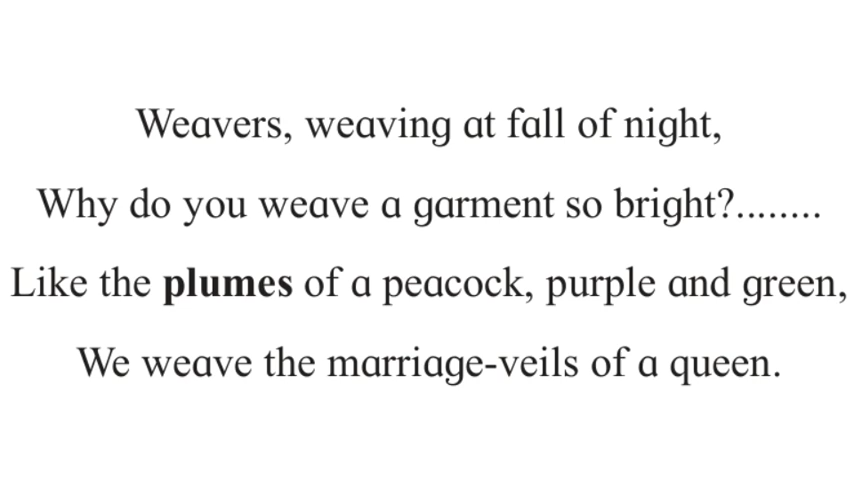 Weavers, weaving at fall of night,
Why do you weave a garment so bright?........
Like the plumes of a peacock, purple and green,
We weave the marriage-veils of a queen.